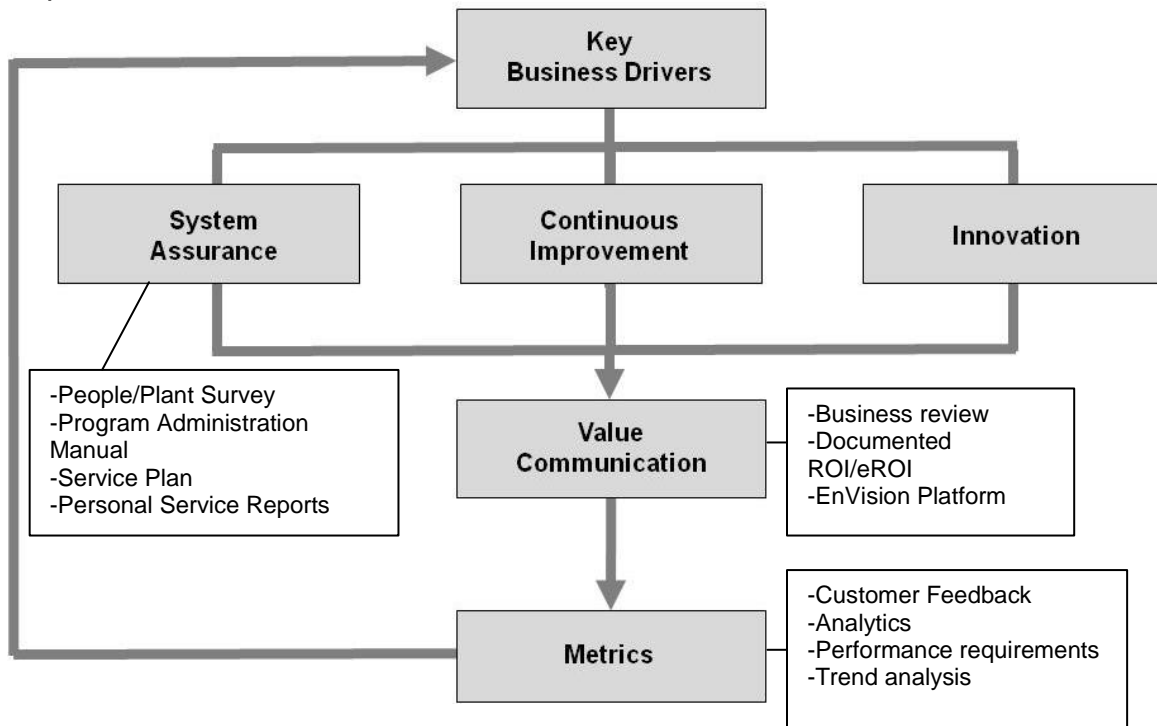 Key
Business Drivers
System
Assurance
Continuous
Improvement
Innovation
-People/Plant Survey
-Program Administration
Manual
-Service Plan
-Personal Service Reports
Value
Communication
-Business review
-Documented
ROI/eROI
-EnVision Platform
Metrics
-Customer Feedback
-Analytics
-Performance requirements
-Trend analysis